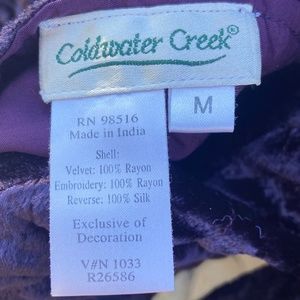 Coldwater Creek®
M
RN 98516
Made in India
Shell:
Velvet: 100% Rayon
Embroidery: 100% Rayon
Reverse: 100% Silk
Exclusive of
Decoration
V#N 1033
R26586